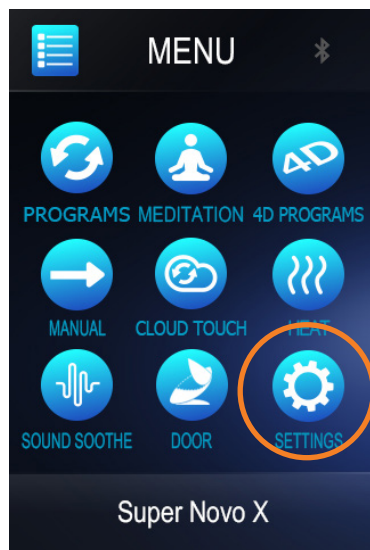 MENU
PROGRAMS MEDITATION 4D PROGRAMS
MANUAL CLOUD TOUCH HEAT
SOUND SOOTHE DOOR SETTINGS
Super Novo X